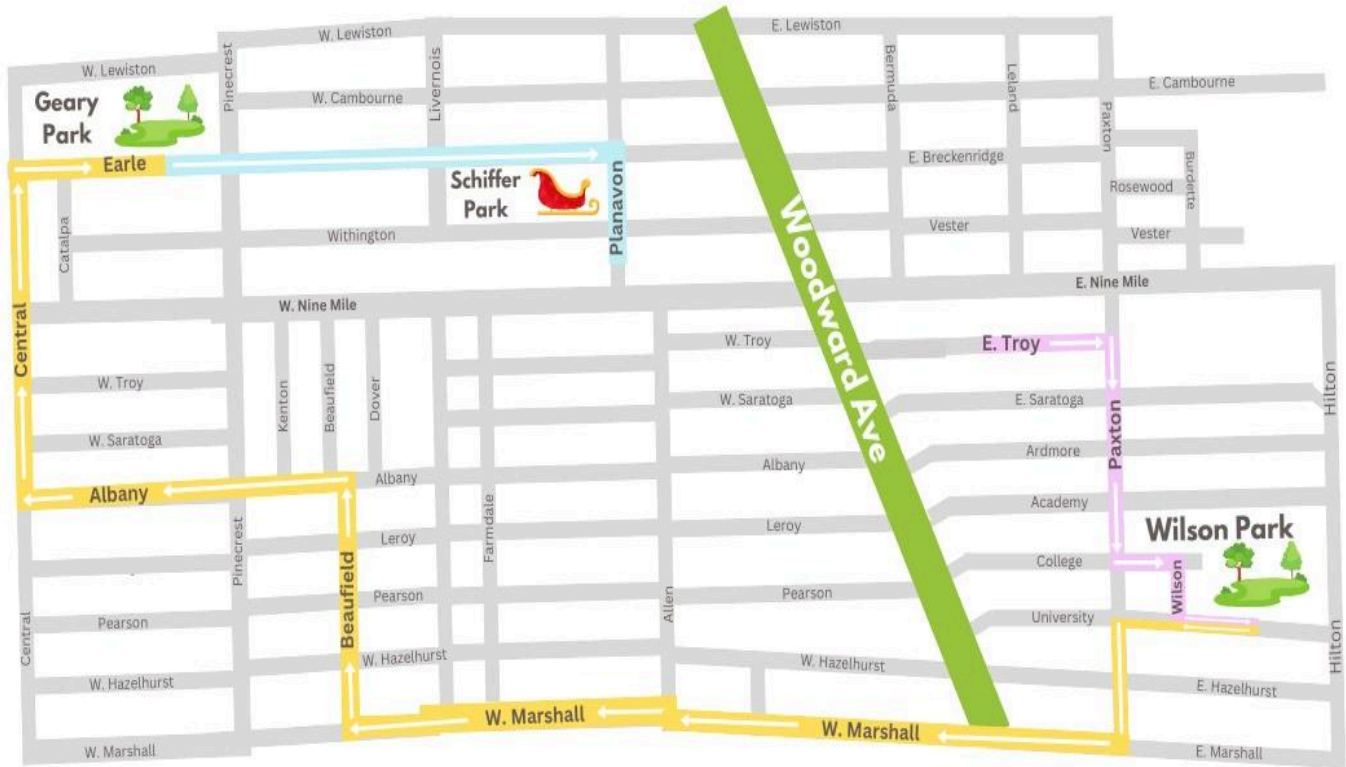 W. Lewiston
E. Lewiston
W. Lewiston
Pinecrest
Livernois
Bermuda
Leland
Paxton
E. Cambourne
W. Cambourne
Geary
Park
Earle
E. Breckenridge
Burdette
Rosewood
Schiffer
Park
Planavon
Catalpa
Withington
Vester
Vester
Woodward Ave
W. Nine Mile
E. Nine Mile
Central
W. Troy
E. Troy
W. Troy
Kenton
Beaufield
Dover
Hilton
W. Saratoga
E. Saratoga
Paxton
W. Saratoga
Ardmore
Albany
Albany
Albany
Academy
Farmdale
Leroy
Leroy
Wilson Park
Pinecrest
College
Wilson
Beaufield
Pearson
Pearson
Allen
University
Pearson
Central
Hilton
W. Hazelhurst
W. Hazelhurst
W. Hazelhurst
E. Hazelhurst
W. Marshall
W. Marshall
W. Marshall
E. Marshall